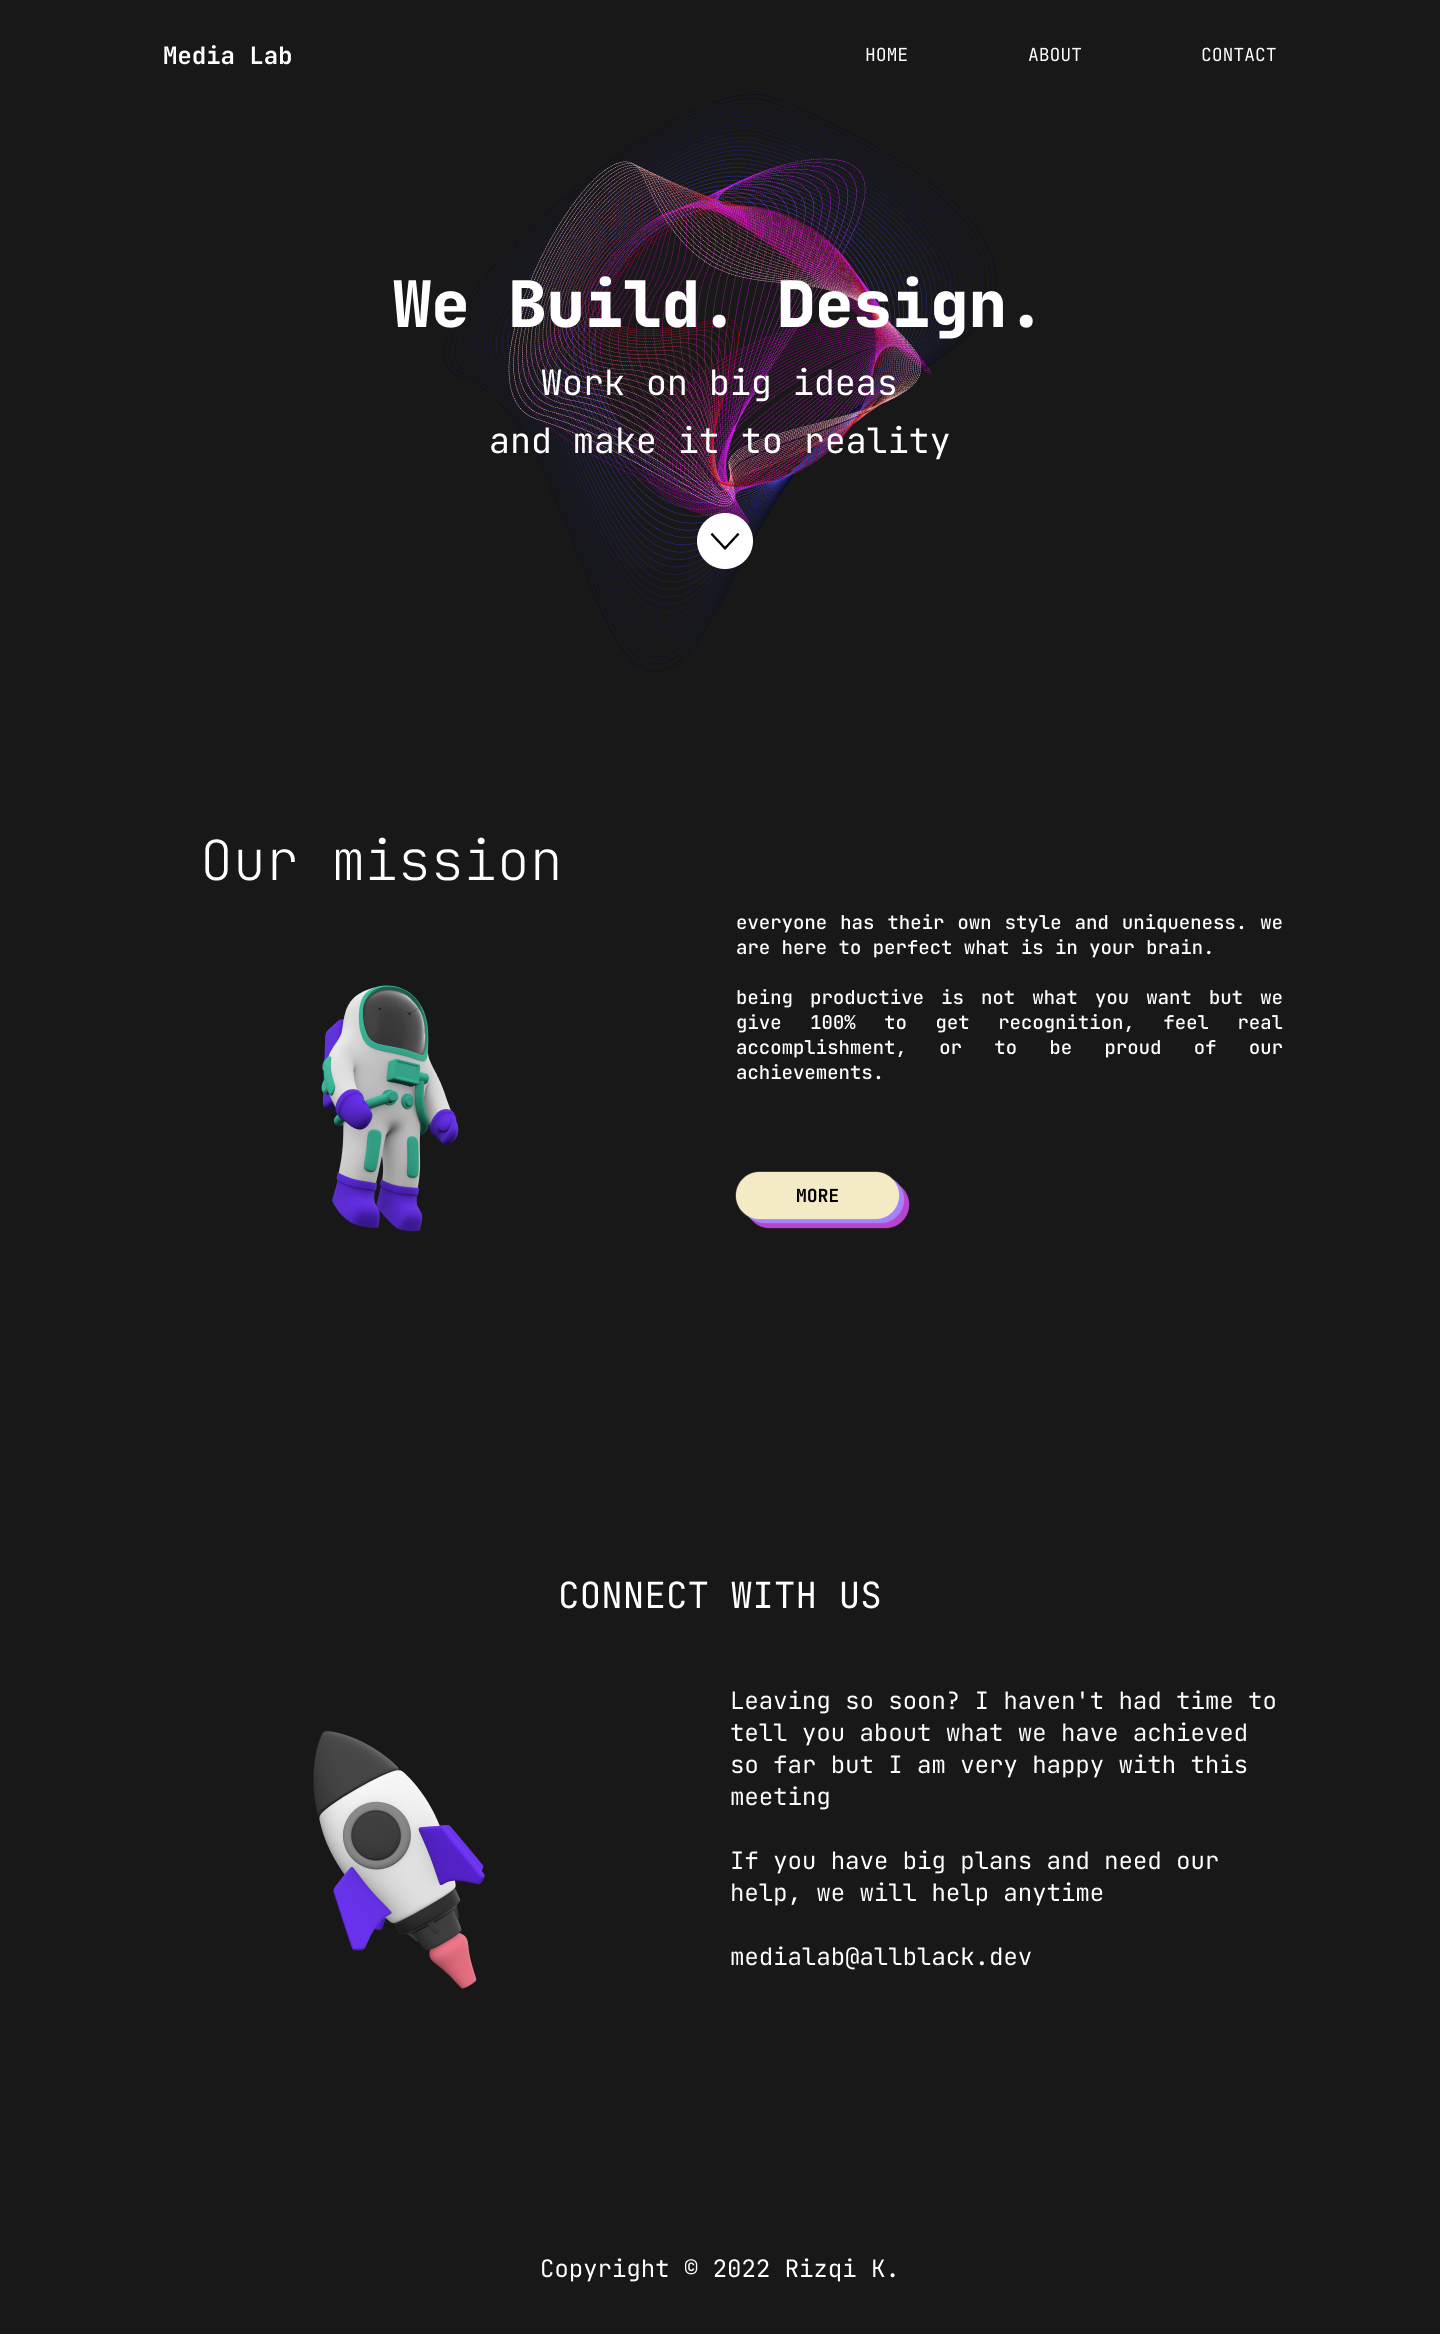 Media Lab
HOME
ABOUT
CONTACT
We Build. Design.
Work on big ideas
and make it to reality
Our mission
everyone has their own style and uniqueness. we
are here to perfect what is in your brain.
being productive is not what you want but we
give 100% to get recognition, feel real
accomplishment, or to be proud of our
achievements.
MORE
CONNECT WITH US
Leaving so soon? I haven't had time to
tell you about what we have achieved
so far but I am very happy with this
meeting
If you have big plans and need our
help, we will help anytime
medialab@allblack.dev
Copyright © 2022 Rizqi K.